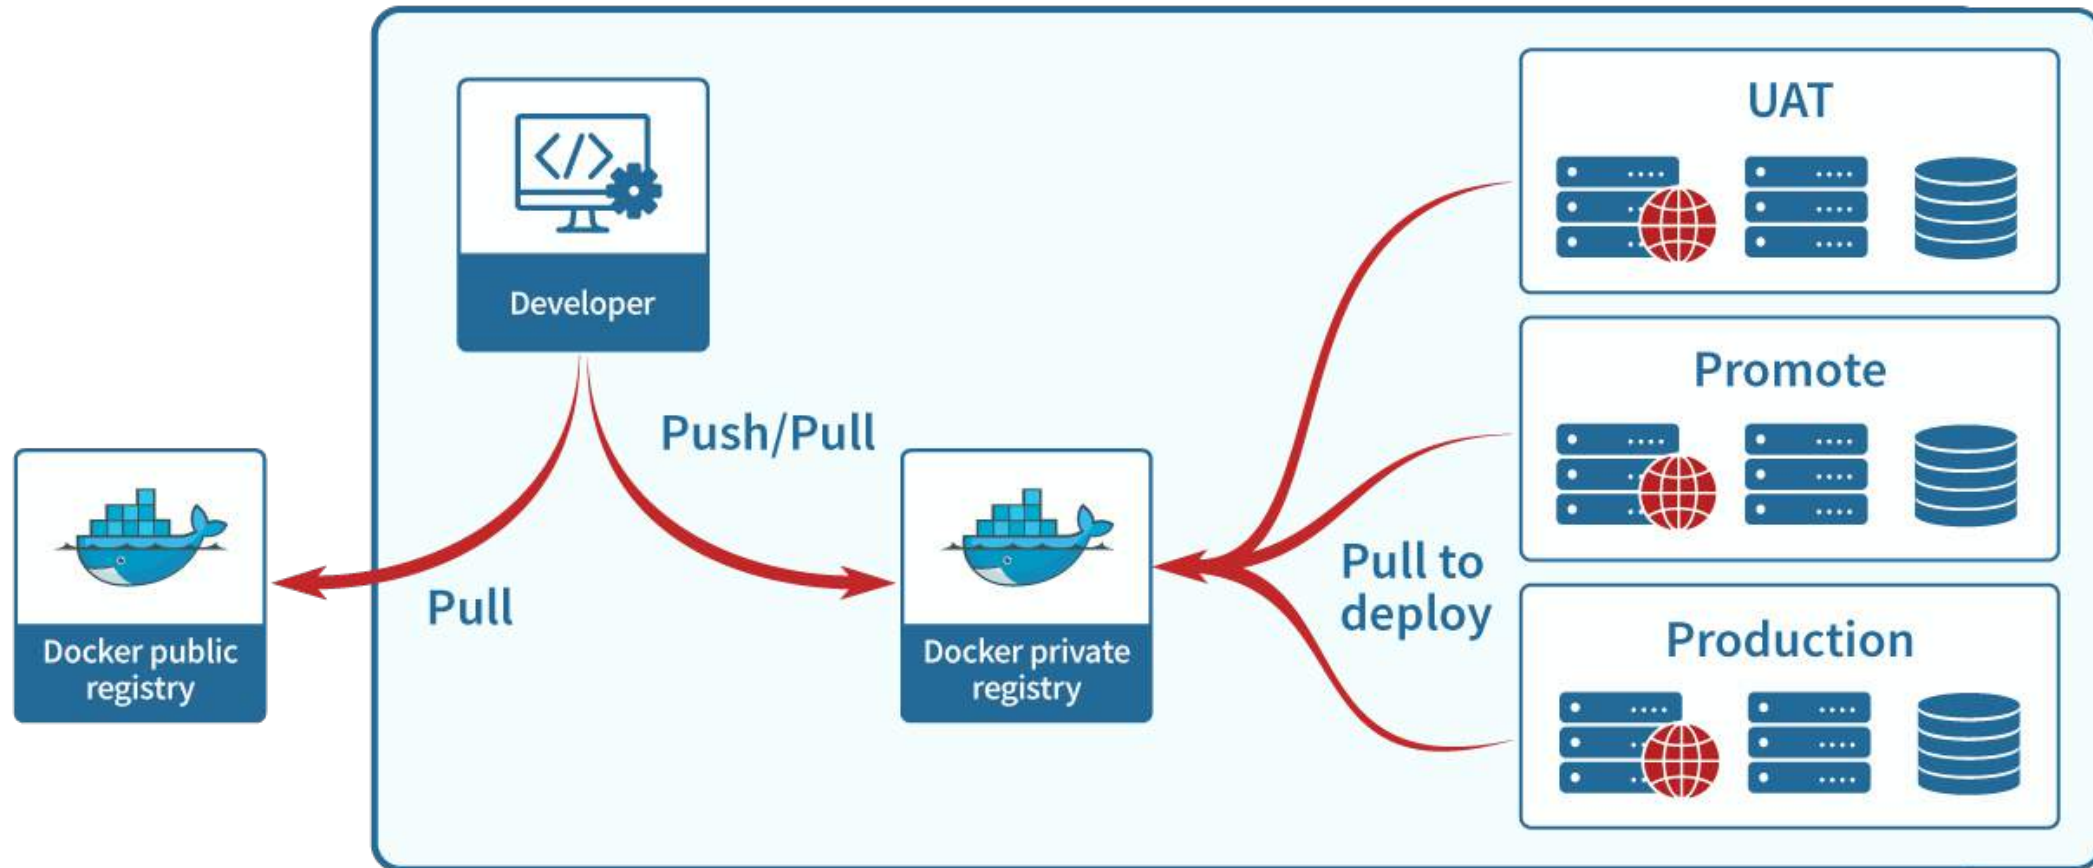 UAT
Developer
Promote
Push/Pull
Pull to
deploy
Pull
Docker public
registry
Docker private
registry
Production